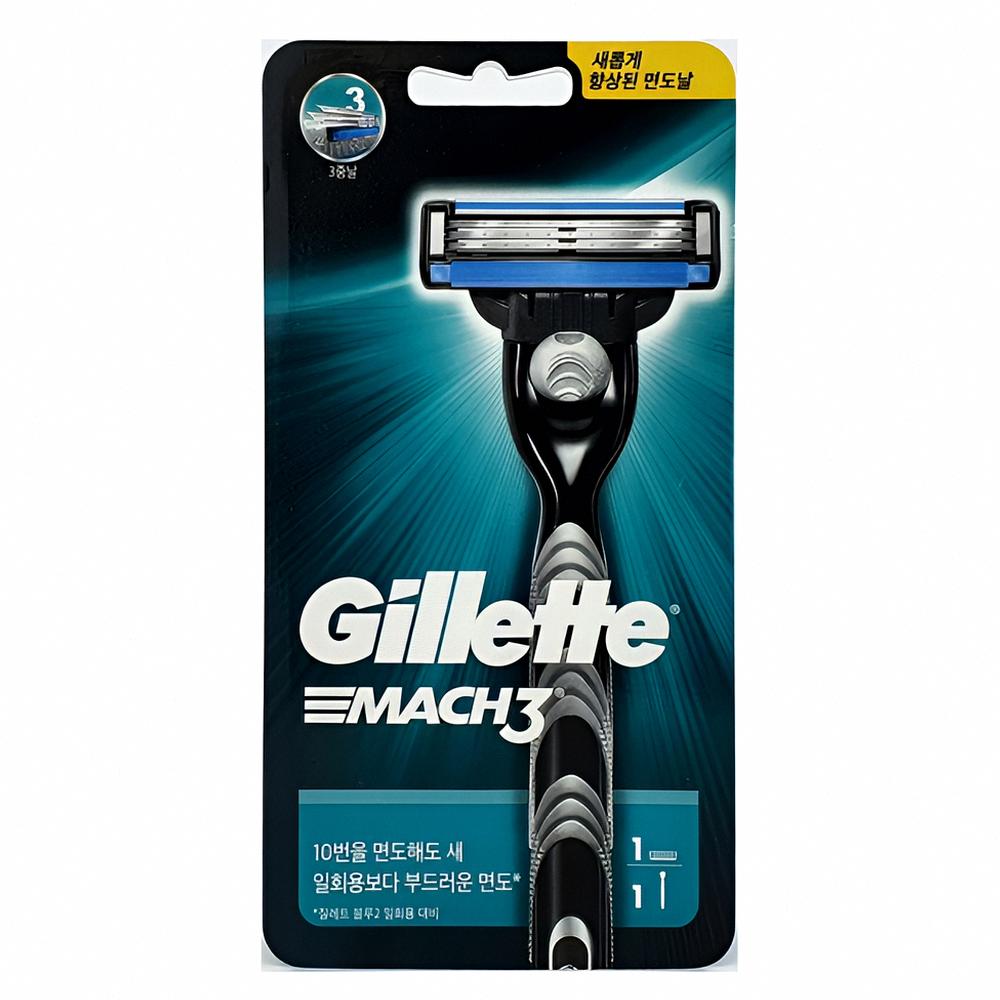 새롭게
향상된 면도날
3
3중날
Gillette®
MACH3®
10번을 면도해도 새
일회용보다 부드러운 면도*
*질레트 블루2 일회용 대비
1
1